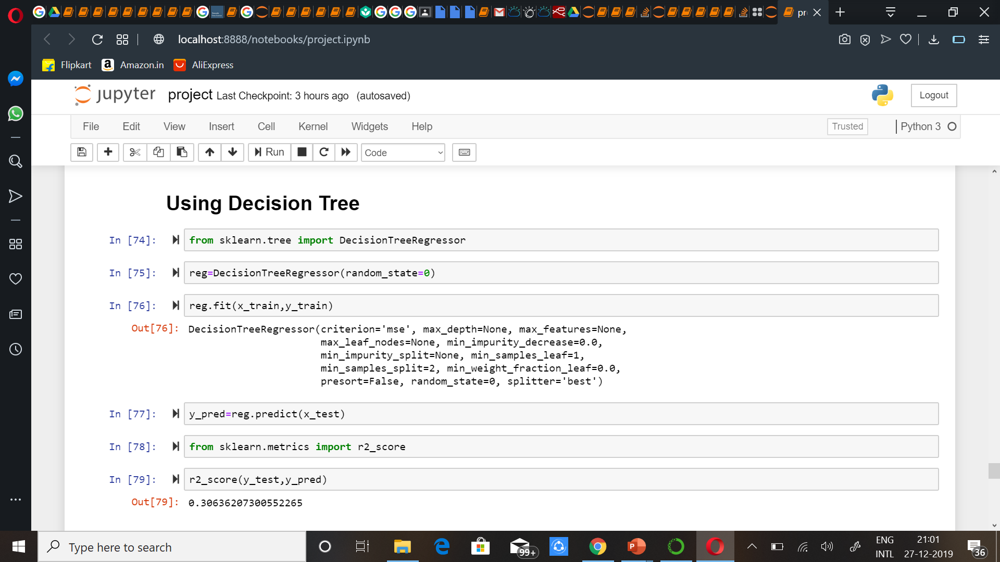 pr
localhost:8888/notebooks/project.ipynb
Flipkart
Amazon.in
AliExpress
jupyter project Last Checkpoint: 3 hours ago (autosaved)
Logout
File Edit View Insert Cell Kernel Widgets Help
Trusted
Python 3
Run
Code
Using Decision Tree
In [74]: from sklearn.tree import DecisionTreeRegressor
In [75]: reg=DecisionTreeRegressor(random_state=0)
In [76]: reg.fit(x_train,y_train)
Out[76]: DecisionTreeRegressor(criterion='mse', max_depth=None, max_features=None,
max_leaf_nodes=None, min_impurity_decrease=0.0,
min_impurity_split=None, min_samples_leaf=1,
min_samples_split=2, min_weight_fraction_leaf=0.0,
presort=False, random_state=0, splitter='best')
In [77]: y_pred=reg.predict(x_test)
In [78]: from sklearn.metrics import r2_score
In [79]: r2_score(y_test,y_pred)
Out[79]: 0.30636207300552265
Type here to search
99+
ENG
INTL
21:01
27-12-2019
36